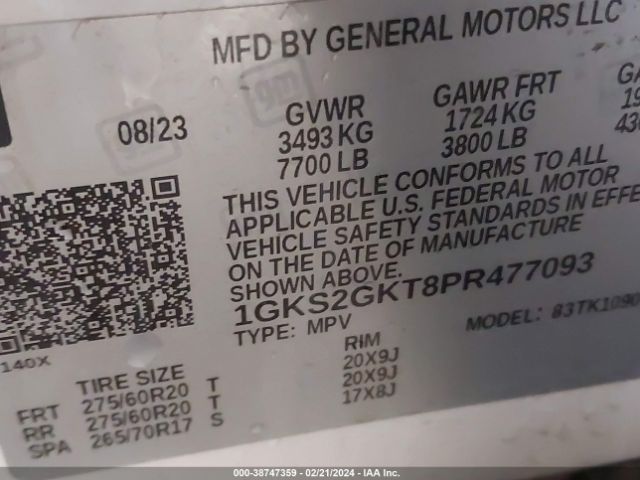 MFD BY GENERAL MOTORS LLC
08/23
GVWR
3493 KG
7700 LB
GAWR FRT
1724 KG
3800 LB
THIS VEHICLE CONFORMS TO ALL
APPLICABLE U.S. FEDERAL MOTOR
VEHICLE SAFETY STANDARDS IN EFFE
ON THE DATE OF MANUFACTURE
SHOWN ABOVE.
1GKS2GKT8PR477093
TYPE: MPV
MODEL: 83TK1090
140X
TIRE SIZE
RIM
FRT 275/60R20 T 20X9J
RR 275/60R20 T 20X9J
SPA 265/70R17 S 17X8J
000-38747359 - 02/21/2024 - IAA Inc.